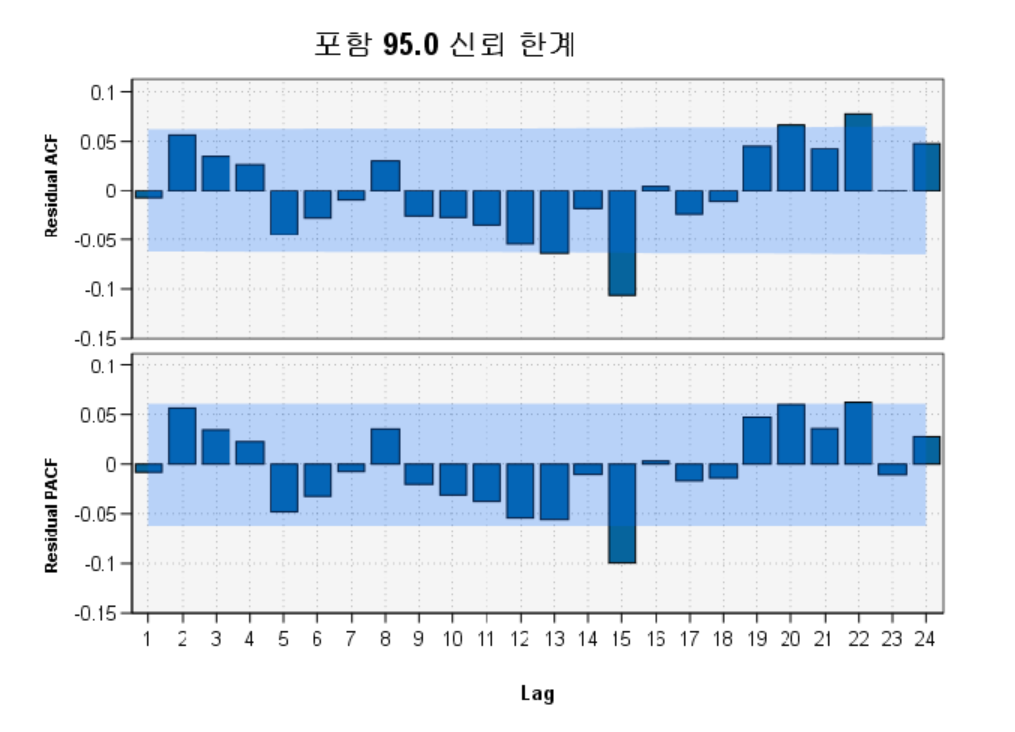 포함 95.0 신뢰 한계
Residual ACF
0.1
0.05
0
-0.05
-0.1
-0.15
Residual PACF
0.1
0.05
0
-0.05
-0.1
-0.15
1 2 3 4 5 6 7 8 9 10 11 12 13 14 15 16 17 18 19 20 21 22 23 24
Lag